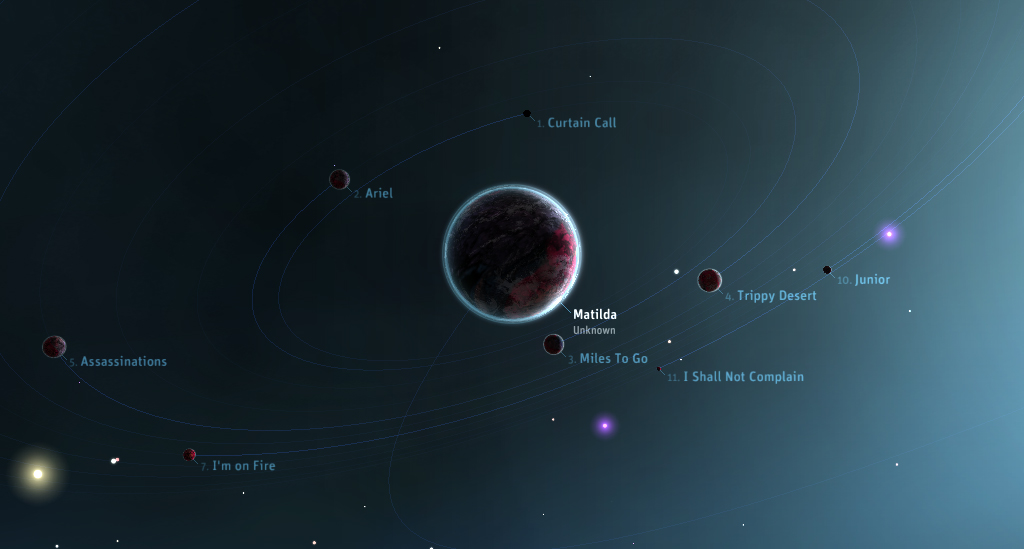 1. Curtain Call
2. Ariel
10. Junior
4. Trippy Desert
Matilda
Unknown
3. Miles To Go
5. Assassinations
11. I Shall Not Complain
7. I'm on Fire